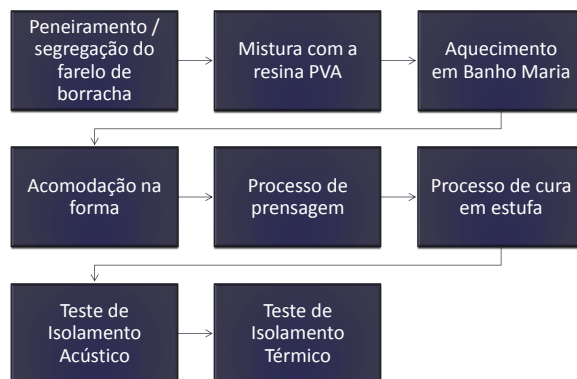 Peneiramento /
segregação do
farelo de
borracha
Mistura com a
resina PVA
Aquecimento
em Banho Maria
Acomodação na
forma
Processo de
prensagem
Processo de cura
em estufa
Teste de
Isolamento
Acústico
Teste de
Isolamento
Térmico